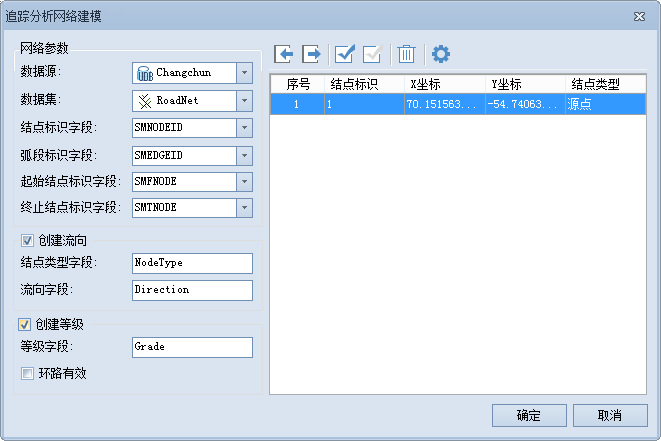 追踪分析网络建模
网络参数
数据源: UDB Changchun
数据集: RoadNet
结点标识字段: SMNODEID
弧段标识字段: SMEDGEID
起始结点标识字段: SMFNODE
终止结点标识字段: SMTNODE
创建流向
结点类型字段: NodeType
流向字段: Direction
创建等级
等级字段: Grade
环路有效
序号 结点标识 X坐标 Y坐标 结点类型
1 1 70.151563... -54.74063... 源点
确定 取消